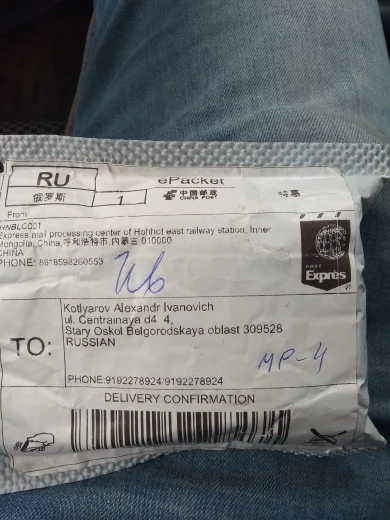 RU
俄罗斯
1
ePacket
中国邮政
CHINA POST
特惠
From
HNBLC001
Express mail processing center of Hohhot east railway station, Inner
Mongolia,China,呼和浩特市,内蒙古 010000
CHINA
PHONE: 8618598260553
POST
Exprès
TO:
Kotlyarov Alexandr Ivanovich
ul. Centrainaya d4 4,
Stary Oskol Belgorodskaya oblast 309528
RUSSIAN
MP-4
PHONE:9192278924/9192278924
DELIVERY CONFIRMATION